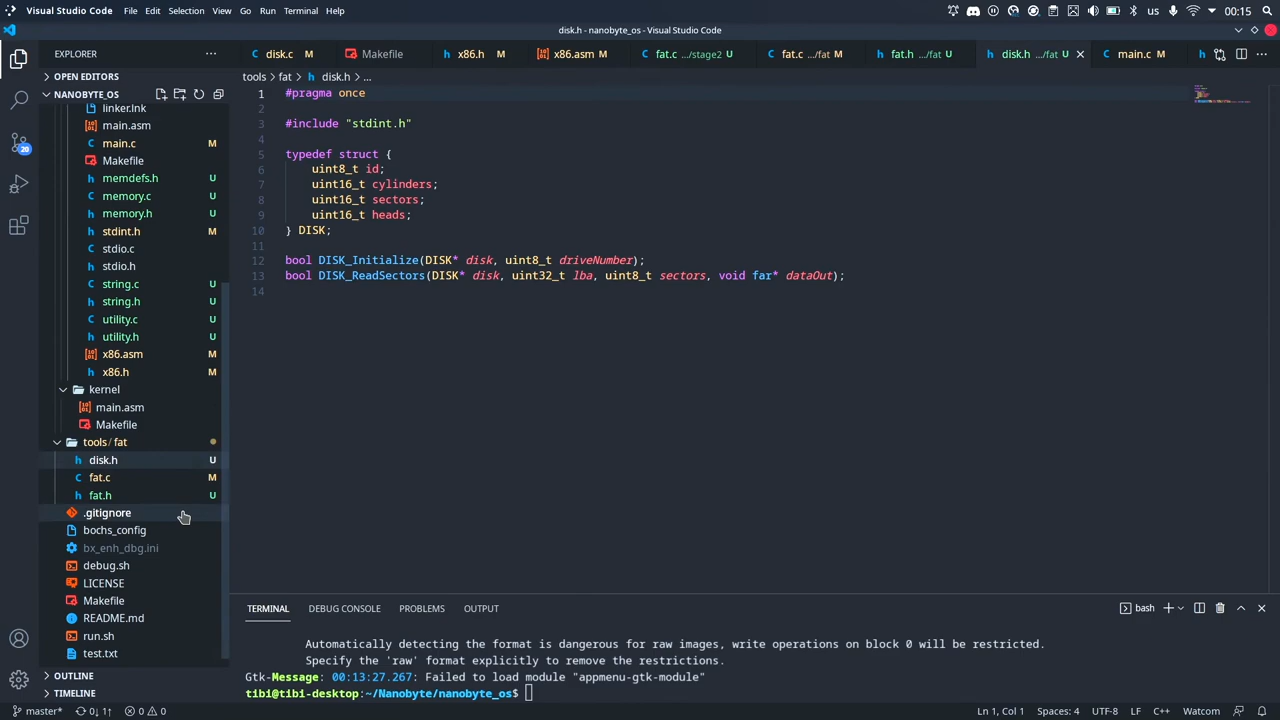 Visual Studio Code File Edit Selection View Go Run Terminal Help us 00:15
disk.h - nanobyte_os - Visual Studio Code
EXPLORER
disk.c M Makefile x86.h M x86.asm M fat.c .../stage2 U fat.c .../fat M fat.h .../fat U disk.h .../fat U main.c M
OPEN EDITORS
tools > fat > disk.h > ...
NANOBYTE_OS
linker.lnk
main.asm
main.c M
Makefile
memdefs.h U
memory.c U
memory.h U
stdint.h M
stdio.c
stdio.h
string.c U
string.h U
utility.c U
utility.h U
x86.asm M
x86.h M
kernel
main.asm
Makefile
tools / fat
disk.h U
fat.c M
fat.h U
.gitignore
bochs_config
bx_enh_dbg.ini
debug.sh
LICENSE
Makefile
README.md
run.sh
test.txt
OUTLINE
TIMELINE
20
1 #pragma once
2
3 #include "stdint.h"
4
5 typedef struct {
6 uint8_t id;
7 uint16_t cylinders;
8 uint16_t sectors;
9 uint16_t heads;
10 } DISK;
11
12 bool DISK_Initialize(DISK* disk, uint8_t driveNumber);
13 bool DISK_ReadSectors(DISK* disk, uint32_t lba, uint8_t sectors, void far* dataOut);
14
TERMINAL DEBUG CONSOLE PROBLEMS OUTPUT bash
Automatically detecting the format is dangerous for raw images, write operations on block 0 will be restricted.
Specify the 'raw' format explicitly to remove the restrictions.
Gtk-Message: 00:13:27.267: Failed to load module "appmenu-gtk-module"
tibi@tibi-desktop:~/Nanobyte/nanobyte_os$
master* 0↓ 1↑ 0 0 Ln 1, Col 1 Spaces: 4 UTF-8 LF C++ Watcom